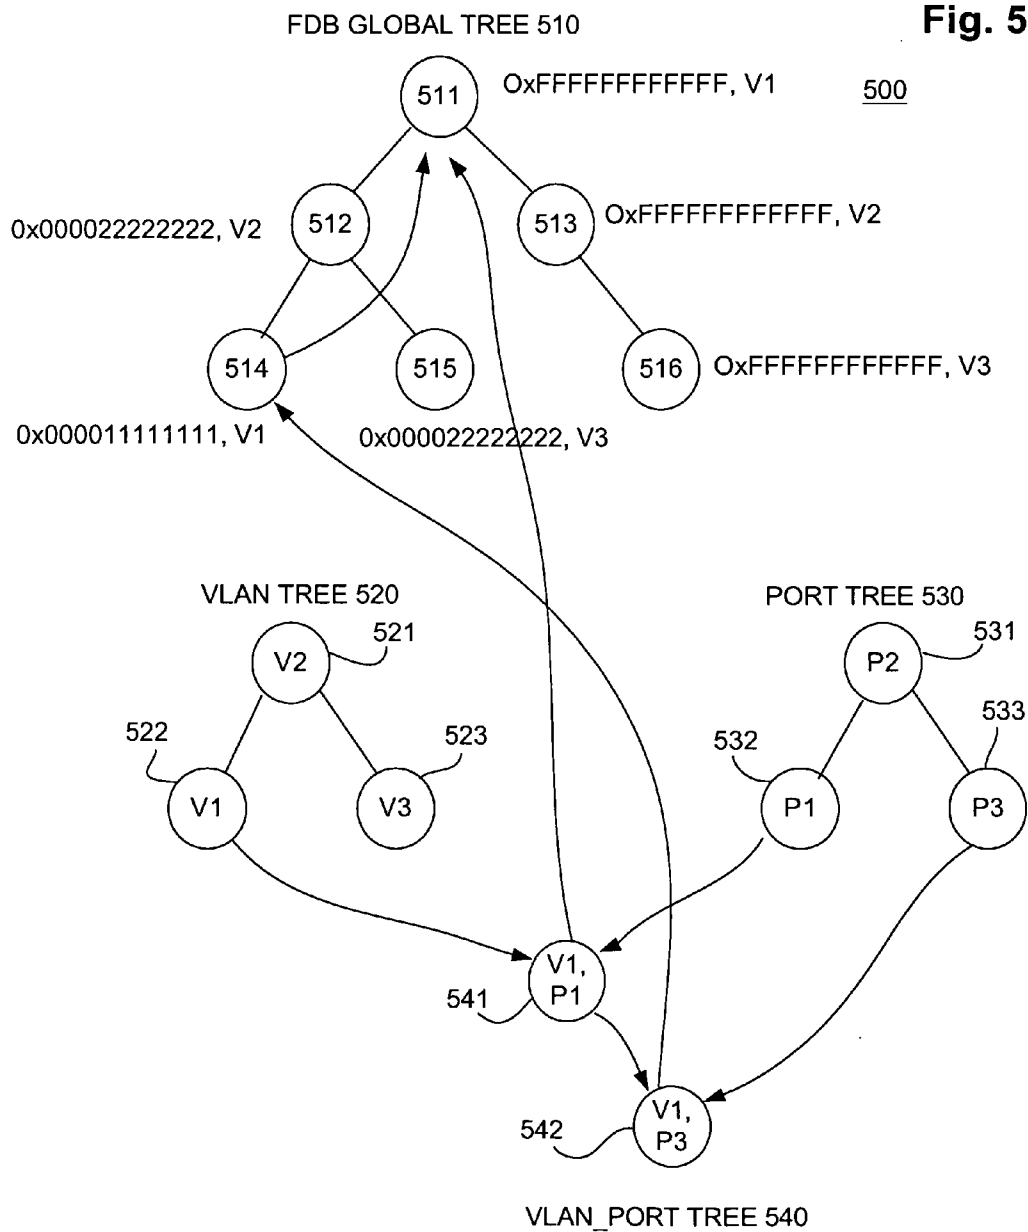 Fig. 5
FDB GLOBAL TREE 510
500
511
OxFFFFFFFFFFFF, V1
0x000022222222, V2
512
513
OxFFFFFFFFFFFF, V2
514
515
516
OxFFFFFFFFFFFF, V3
0x000011111111, V1
0x000022222222, V3
VLAN TREE 520
PORT TREE 530
V2
521
P2
531
522
523
532
533
V1
V3
P1
P3
V1,
P1
541
V1,
P3
542
VLAN_PORT TREE 540